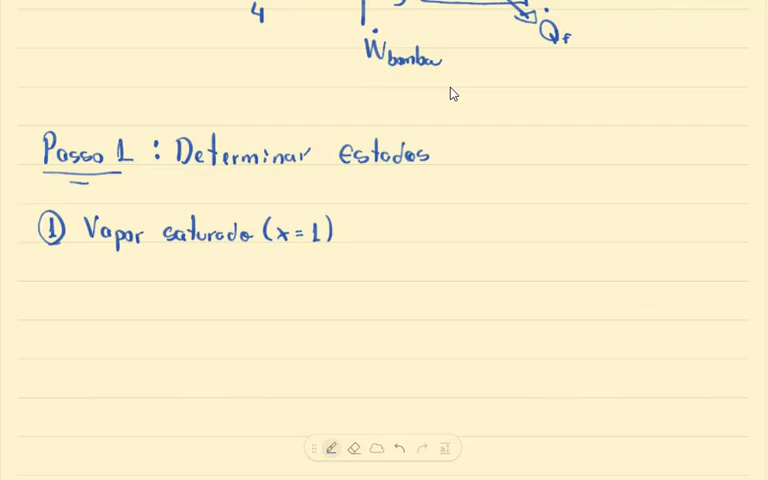 4
Ẇbomba
Q̇f
Passo 1 : Determinar Estados
① Vapor saturado (x = 1)